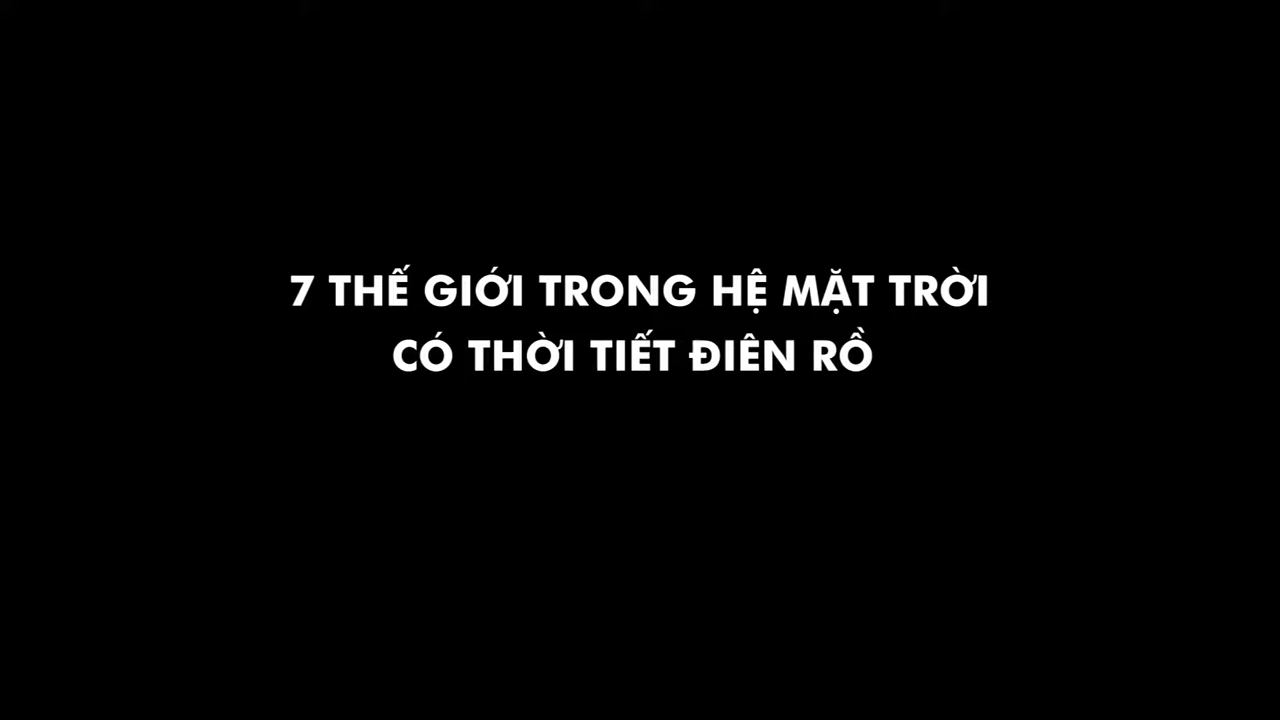 7 THẾ GIỚI TRONG HỆ MẶT TRỜI
CÓ THỜI TIẾT ĐIÊN RỒ